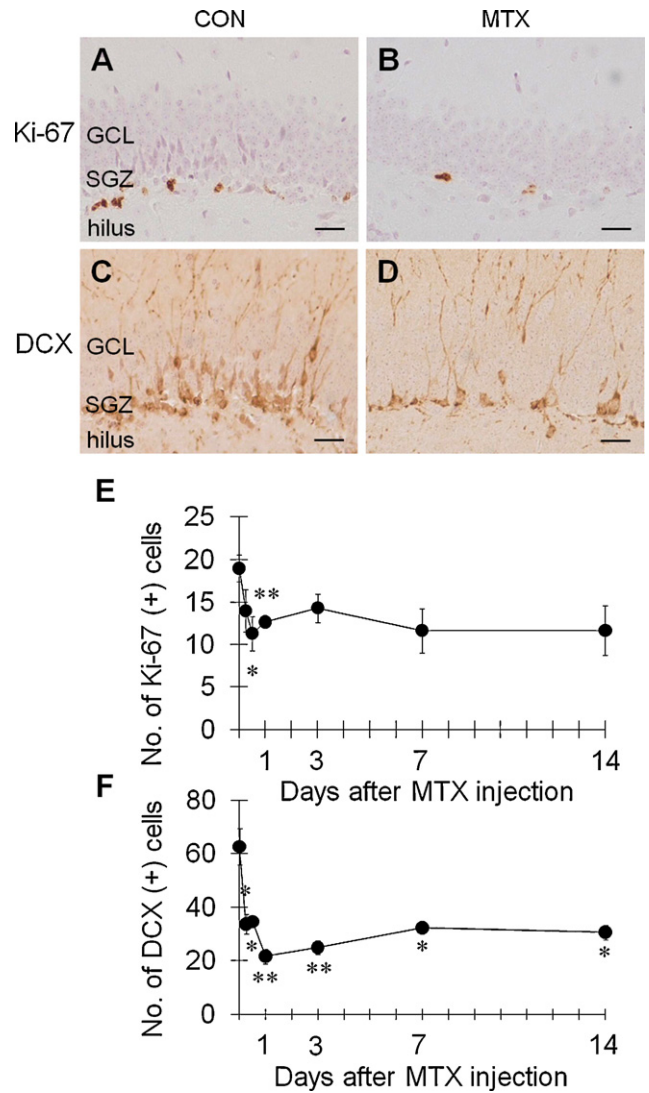 CON MTX
A B
Ki-67
GCL
SGZ
hilus
C D
DCX
GCL
SGZ
hilus
E
No. of Ki-67 (+) cells
25
20
15
10
5
0
**
*
1 3 7 14
Days after MTX injection
F
No. of DCX (+) cells
80
60
40
20
0
*
*
**
**
*
*
1 3 7 14
Days after MTX injection